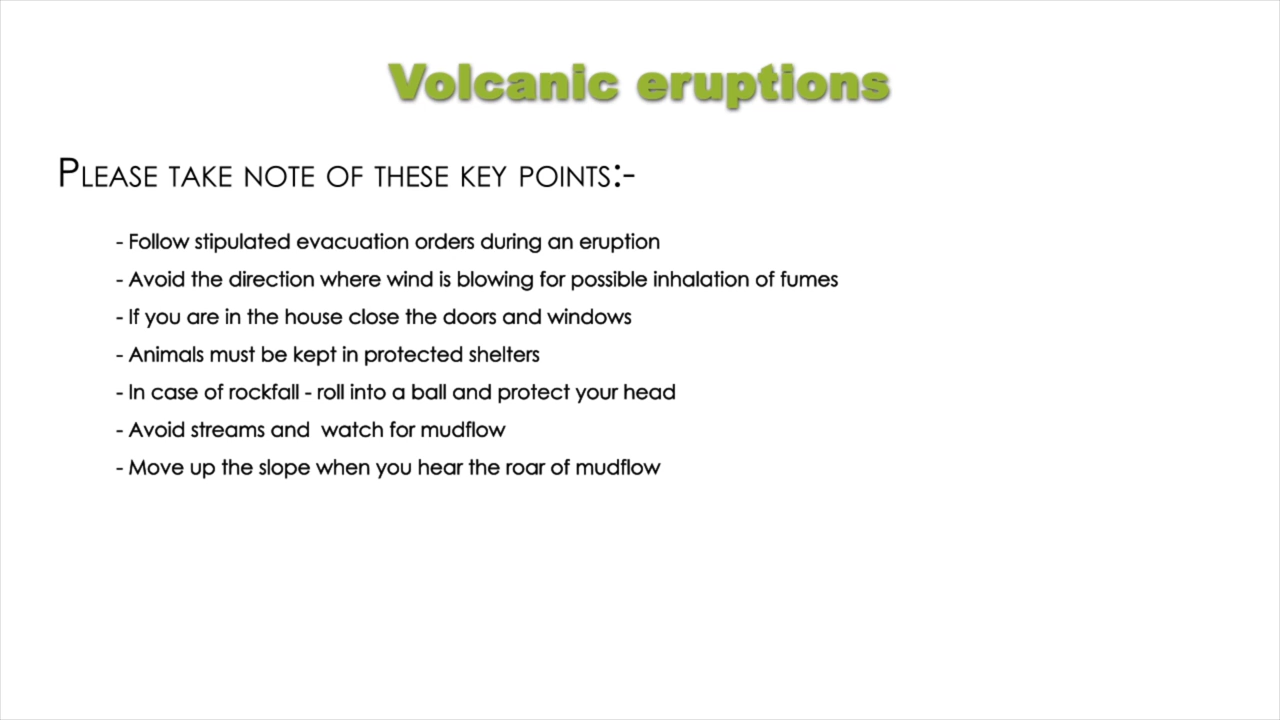 Volcanic eruptions
Please take note of these key points:-
- Follow stipulated evacuation orders during an eruption
- Avoid the direction where wind is blowing for possible inhalation of fumes
- If you are in the house close the doors and windows
- Animals must be kept in protected shelters
- In case of rockfall - roll into a ball and protect your head
- Avoid streams and  watch for mudflow
- Move up the slope when you hear the roar of mudflow